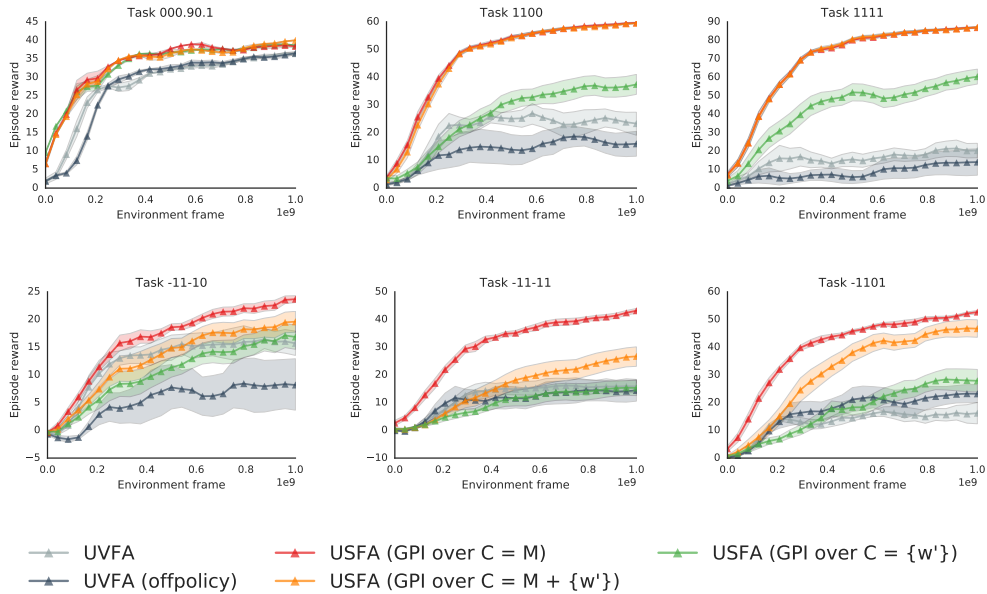 Task 000.90.1
Task 1100
Task 1111
45
40
35
30
25
20
15
10
5
0
Episode reward
0.0 0.2 0.4 0.6 0.8 1.0
Environment frame
1e9
60
50
40
30
20
10
0
Episode reward
0.0 0.2 0.4 0.6 0.8 1.0
Environment frame
1e9
90
80
70
60
50
40
30
20
10
0
Episode reward
0.0 0.2 0.4 0.6 0.8 1.0
Environment frame
1e9
Task -11-10
Task -11-11
Task -1101
25
20
15
10
5
0
−5
Episode reward
0.0 0.2 0.4 0.6 0.8 1.0
Environment frame
1e9
50
40
30
20
10
0
−10
Episode reward
0.0 0.2 0.4 0.6 0.8 1.0
Environment frame
1e9
60
50
40
30
20
10
0
Episode reward
0.0 0.2 0.4 0.6 0.8 1.0
Environment frame
1e9
UVFA
USFA (GPI over C = M)
USFA (GPI over C = {w'})
UVFA (offpolicy)
USFA (GPI over C = M + {w'})